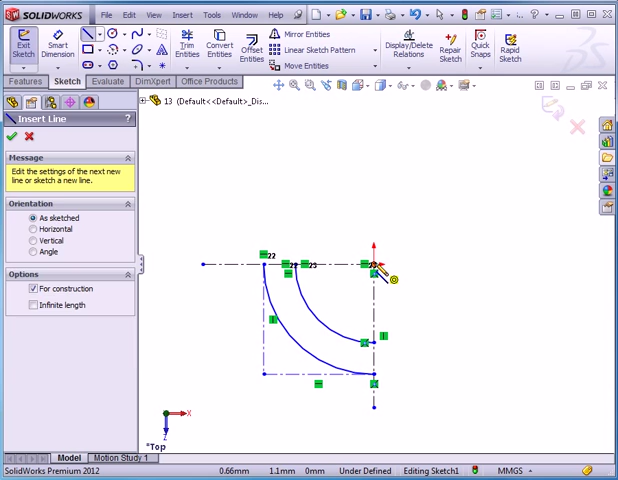 SOLIDWORKS File Edit View Insert Tools Window Help
Exit Sketch
Smart Dimension
Trim Entities
Convert Entities
Offset Entities
Mirror Entities
Linear Sketch Pattern
Move Entities
Display/Delete Relations
Repair Sketch
Quick Snaps
Rapid Sketch
Features Sketch Evaluate DimXpert Office Products
13 (Default<<Default>_Dis...
Insert Line ?
Message
Edit the settings of the next new line or sketch a new line.
Orientation
As sketched
Horizontal
Vertical
Angle
Options
For construction
Infinite length
22
23
X
Z
*Top
Model Motion Study 1
SolidWorks Premium 2012 0.66mm 1.1mm 0mm Under Defined Editing Sketch1 MMGS